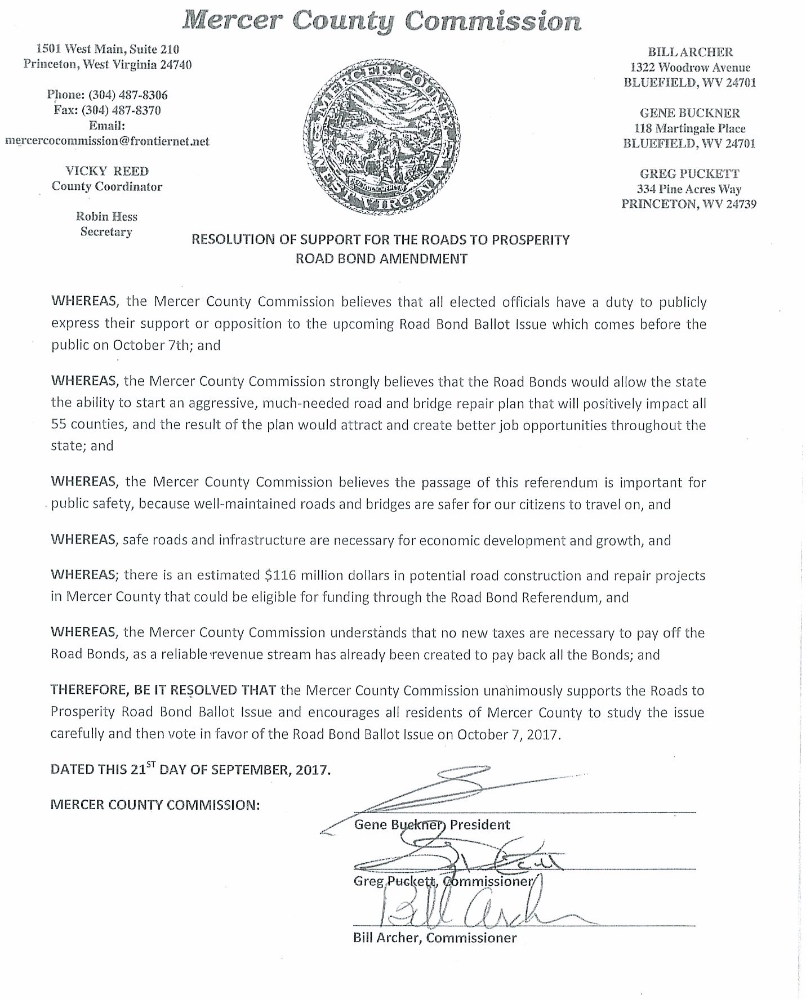 Mercer County Commission
1501 West Main, Suite 210
Princeton, West Virginia 24740
Phone: (304) 487-8306
Fax: (304) 487-8370
Email:
mercercocommission@frontiernet.net
VICKY REED
County Coordinator
Robin Hess
Secretary
MERCER COUNTY
WEST VIRGINIA
18 37
BILL ARCHER
1322 Woodrow Avenue
BLUEFIELD, WV 24701
GENE BUCKNER
118 Martingale Place
BLUEFIELD, WV 24701
GREG PUCKETT
334 Pine Acres Way
PRINCETON, WV 24739
RESOLUTION OF SUPPORT FOR THE ROADS TO PROSPERITY
ROAD BOND AMENDMENT
WHEREAS, the Mercer County Commission believes that all elected officials have a duty to publicly
express their support or opposition to the upcoming Road Bond Ballot Issue which comes before the
public on October 7th; and
WHEREAS, the Mercer County Commission strongly believes that the Road Bonds would allow the state
the ability to start an aggressive, much-needed road and bridge repair plan that will positively impact all
55 counties, and the result of the plan would attract and create better job opportunities throughout the
state; and
WHEREAS, the Mercer County Commission believes the passage of this referendum is important for
public safety, because well-maintained roads and bridges are safer for our citizens to travel on, and
WHEREAS, safe roads and infrastructure are necessary for economic development and growth, and
WHEREAS; there is an estimated $116 million dollars in potential road construction and repair projects
in Mercer County that could be eligible for funding through the Road Bond Referendum, and
WHEREAS, the Mercer County Commission understands that no new taxes are necessary to pay off the
Road Bonds, as a reliable revenue stream has already been created to pay back all the Bonds; and
THEREFORE, BE IT RESOLVED THAT the Mercer County Commission unanimously supports the Roads to
Prosperity Road Bond Ballot Issue and encourages all residents of Mercer County to study the issue
carefully and then vote in favor of the Road Bond Ballot Issue on October 7, 2017.
DATED THIS 21ST DAY OF SEPTEMBER, 2017.
MERCER COUNTY COMMISSION:
Gene Buckner, President
Greg Puckett, Commissioner
Bill Archer
Bill Archer, Commissioner